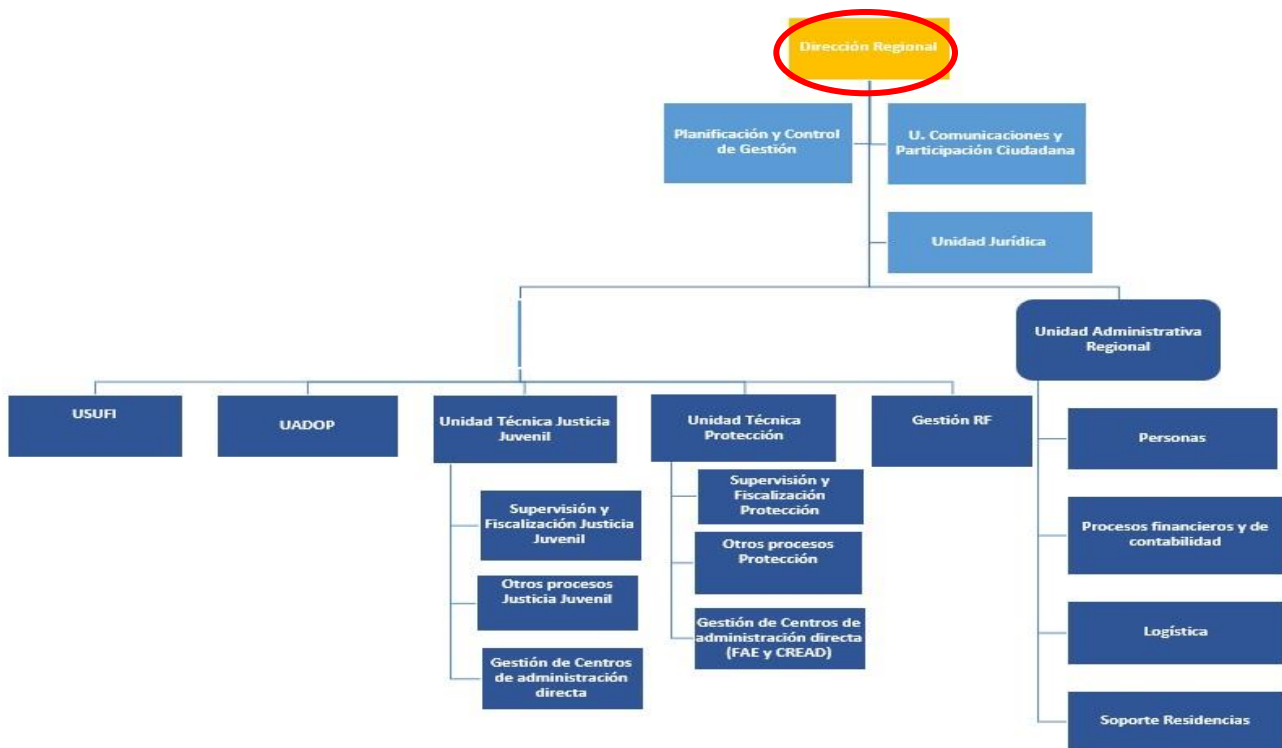 Dirección Regional
Planificación y Control
de Gestión
U. Comunicaciones y
Participación Ciudadana
Unidad Jurídica
Unidad Administrativa
Regional
USUFI
UADOP
Unidad Técnica Justicia
Juvenil
Unidad Técnica
Protección
Gestión RF
Supervisión y
Fiscalización Justicia
Juvenil
Otros procesos
Justicia Juvenil
Gestión de Centros
de administración
directa
Supervisión y
Fiscalización
Protección
Otros procesos
Protección
Gestión de Centros de
administración directa
(FAE y CREAD)
Personas
Procesos financieros y de
contabilidad
Logística
Soporte Residencias